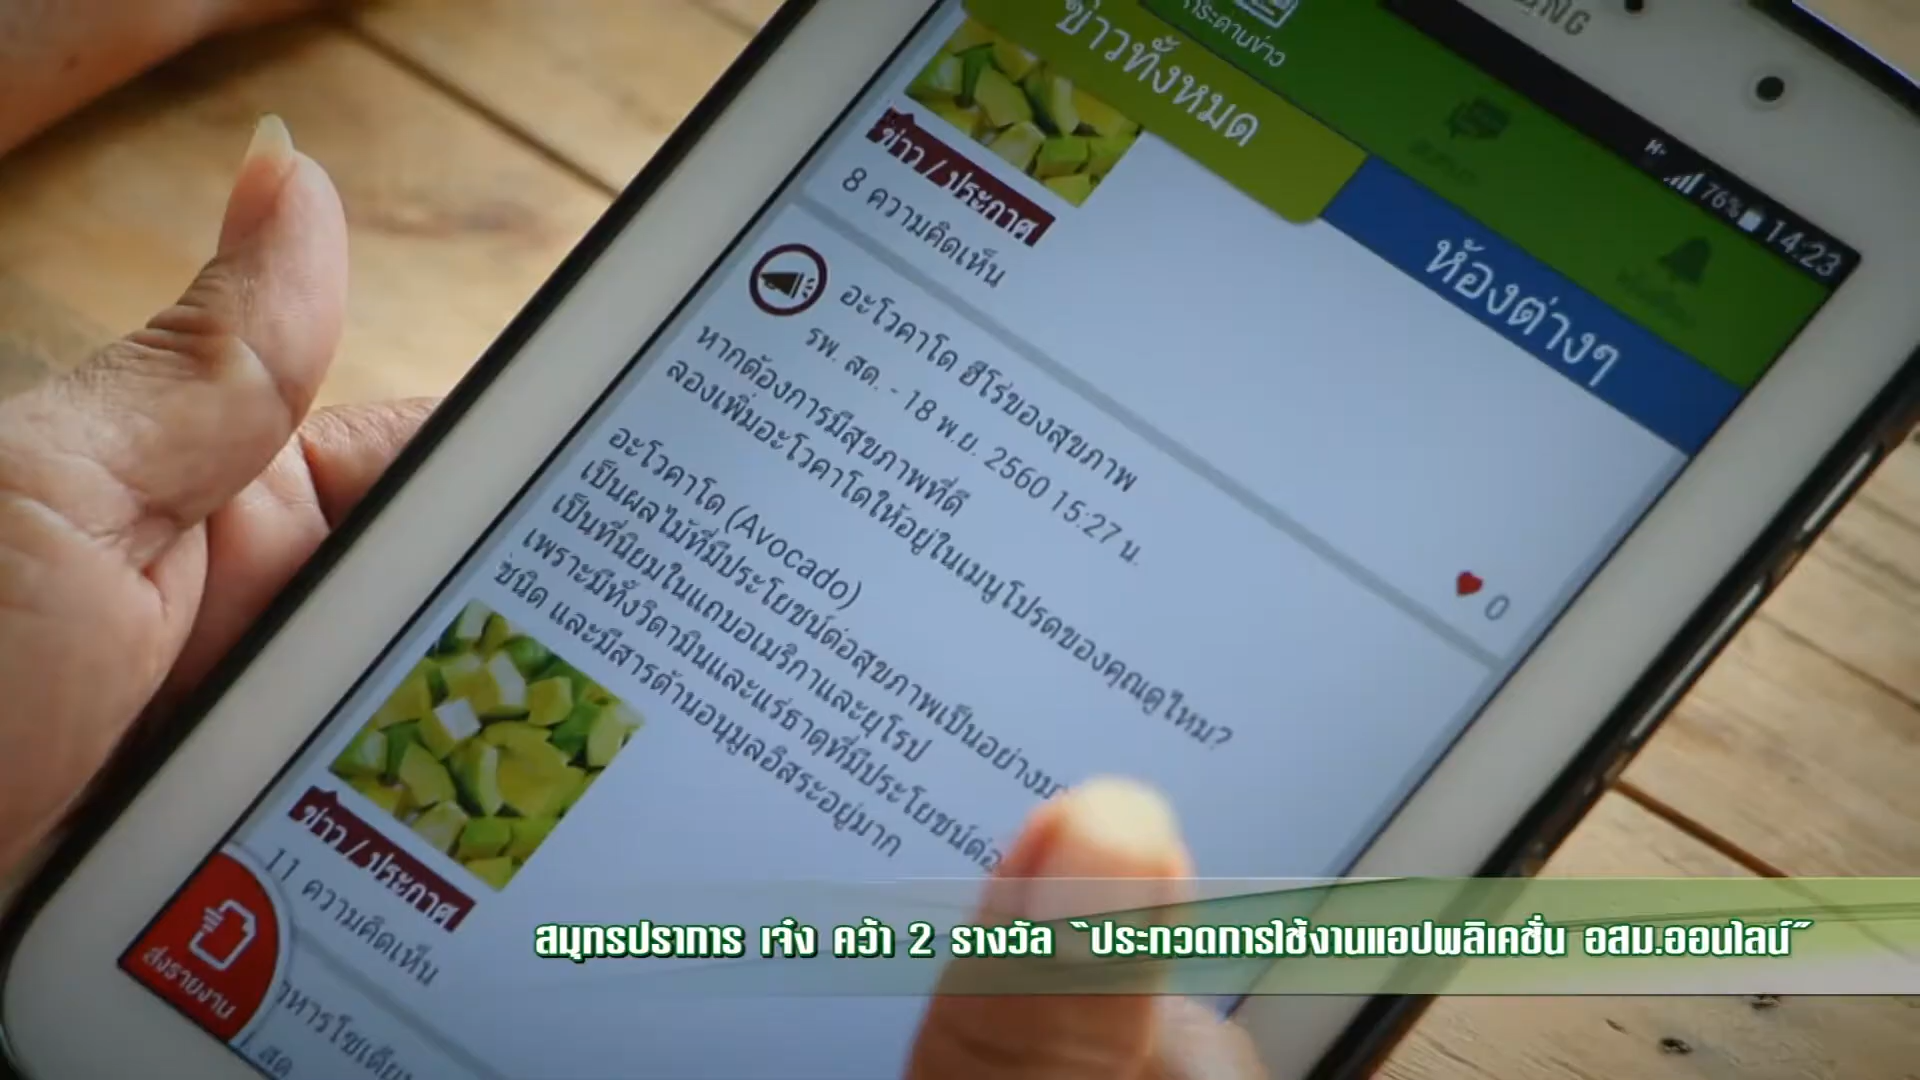 กระดานข่าว
76% 14:23
ข่าวทั้งหมด
ห้องต่างๆ
ข่าว / ประกาศ
8 ความคิดเห็น
อะโวคาโด ฮีโร่ของสุขภาพ
รพ. สต. - 18 พ.ย. 2560 15:27 น.
0
หากต้องการมีสุขภาพที่ดี
ลองเพิ่มอะโวคาโดให้อยู่ในเมนูโปรดของคุณดูไหม?
อะโวคาโด (Avocado)
เป็นผลไม้ที่มีประโยชน์ต่อสุขภาพเป็นอย่าง
เป็นที่นิยมในแถบอเมริกาและยุโรป
เพราะมีทั้งวิตามินและแร่ธาตุที่มีประโยชน์ต่อ
ชนิด และมีสารต้านอนุมูลอิสระอยู่มาก
ข่าว / ประกาศ
11 ความคิดเห็น
ส่งรายงาน
สมุทรปราการ เจ๋ง คว้า 2 รางวัล “ประกวดการใช้งานแอปพลิเคชั่น อสม.ออนไลน์”